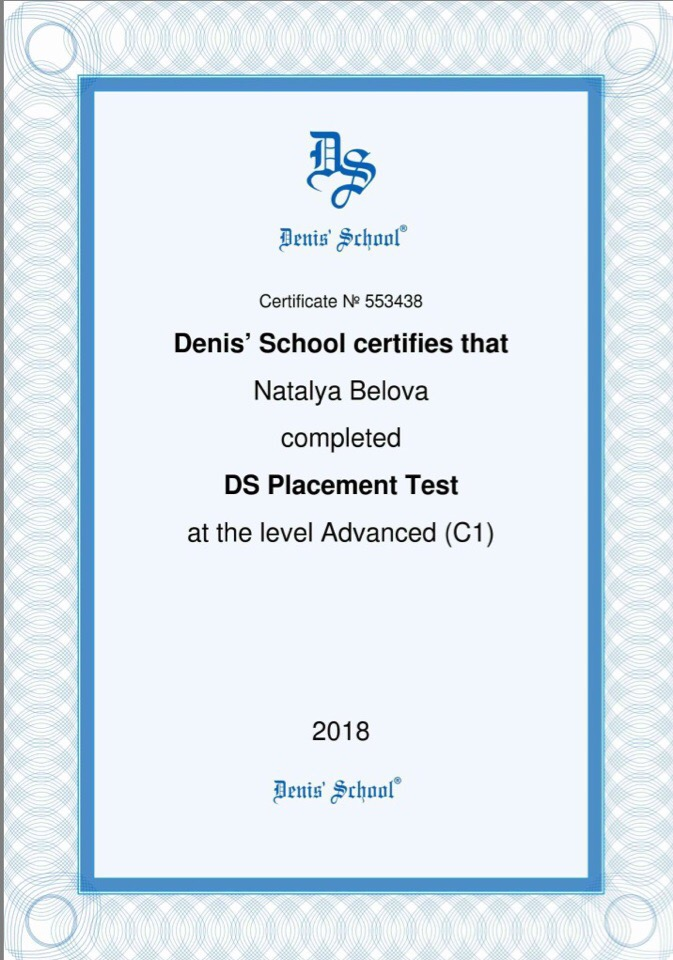 DS
Denis' School®
Certificate № 553438
Denis’ School certifies that
Natalya Belova
completed
DS Placement Test
at the level Advanced (C1)
2018
Denis' School®